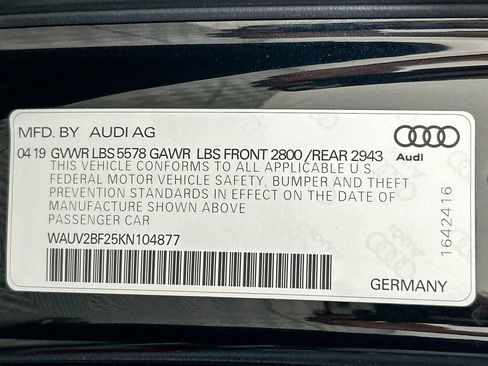 MFD. BY AUDI AG
04 19 GVWR LBS 5578 GAWR LBS FRONT 2800 /REAR 2943
Audi
THIS VEHICLE CONFORMS TO ALL APPLICABLE U S
FEDERAL MOTOR VEHICLE SAFETY, BUMPER AND THEFT
PREVENTION STANDARDS IN EFFECT ON THE DATE OF
MANUFACTURE SHOWN ABOVE
PASSENGER CAR
WAUV2BF25KN104877
1642416
GERMANY